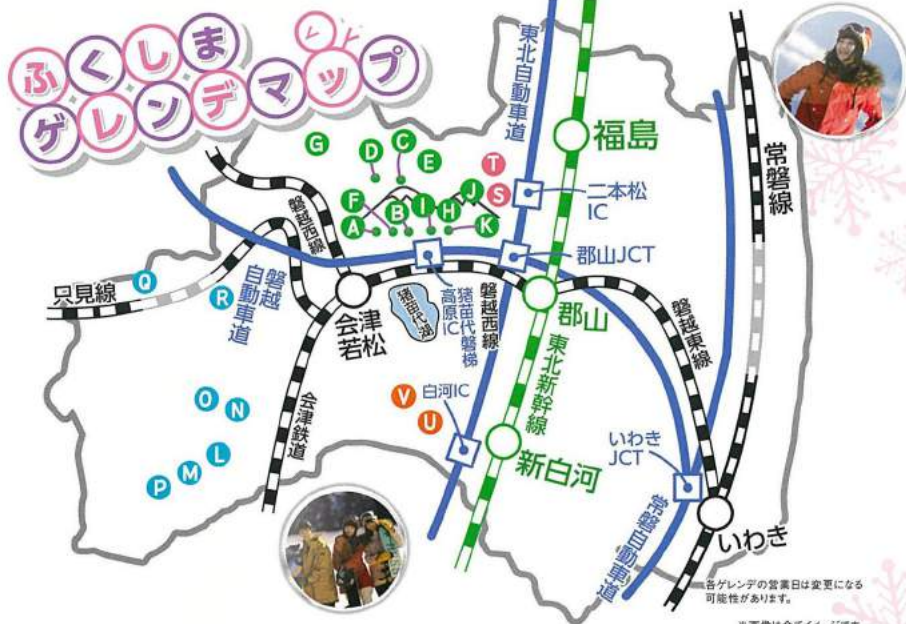 ふくしま
ゲレンデマップ
東北自動車道
福島
常磐線
G
D
C
E
T
S
二本松
IC
F
A
B
I
H
J
K
磐越西線
郡山JCT
只見線
Q
R
磐越
自動車道
会津
若松
猪苗代湖
猪苗代磐梯
高原IC
磐越西線
郡山
磐越東線
東北新幹線
O
N
会津鉄道
V
U
白河IC
新白河
P
M
L
いわき
JCT
常磐自動車道
いわき
各ゲレンデの営業日は変更になる
可能性があります。